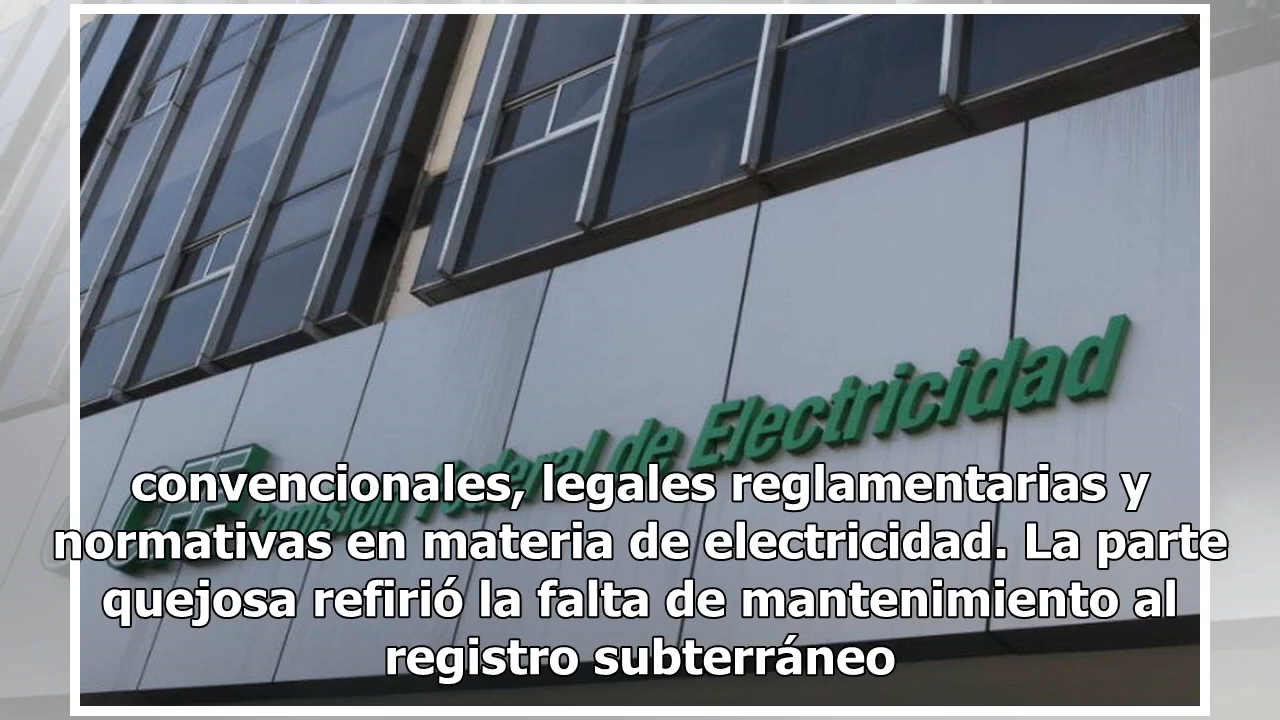 CFE Comisión Federal de Electricidad
convencionales, legales reglamentarias y
normativas en materia de electricidad. La parte
quejosa refirió la falta de mantenimiento al
registro subterráneo